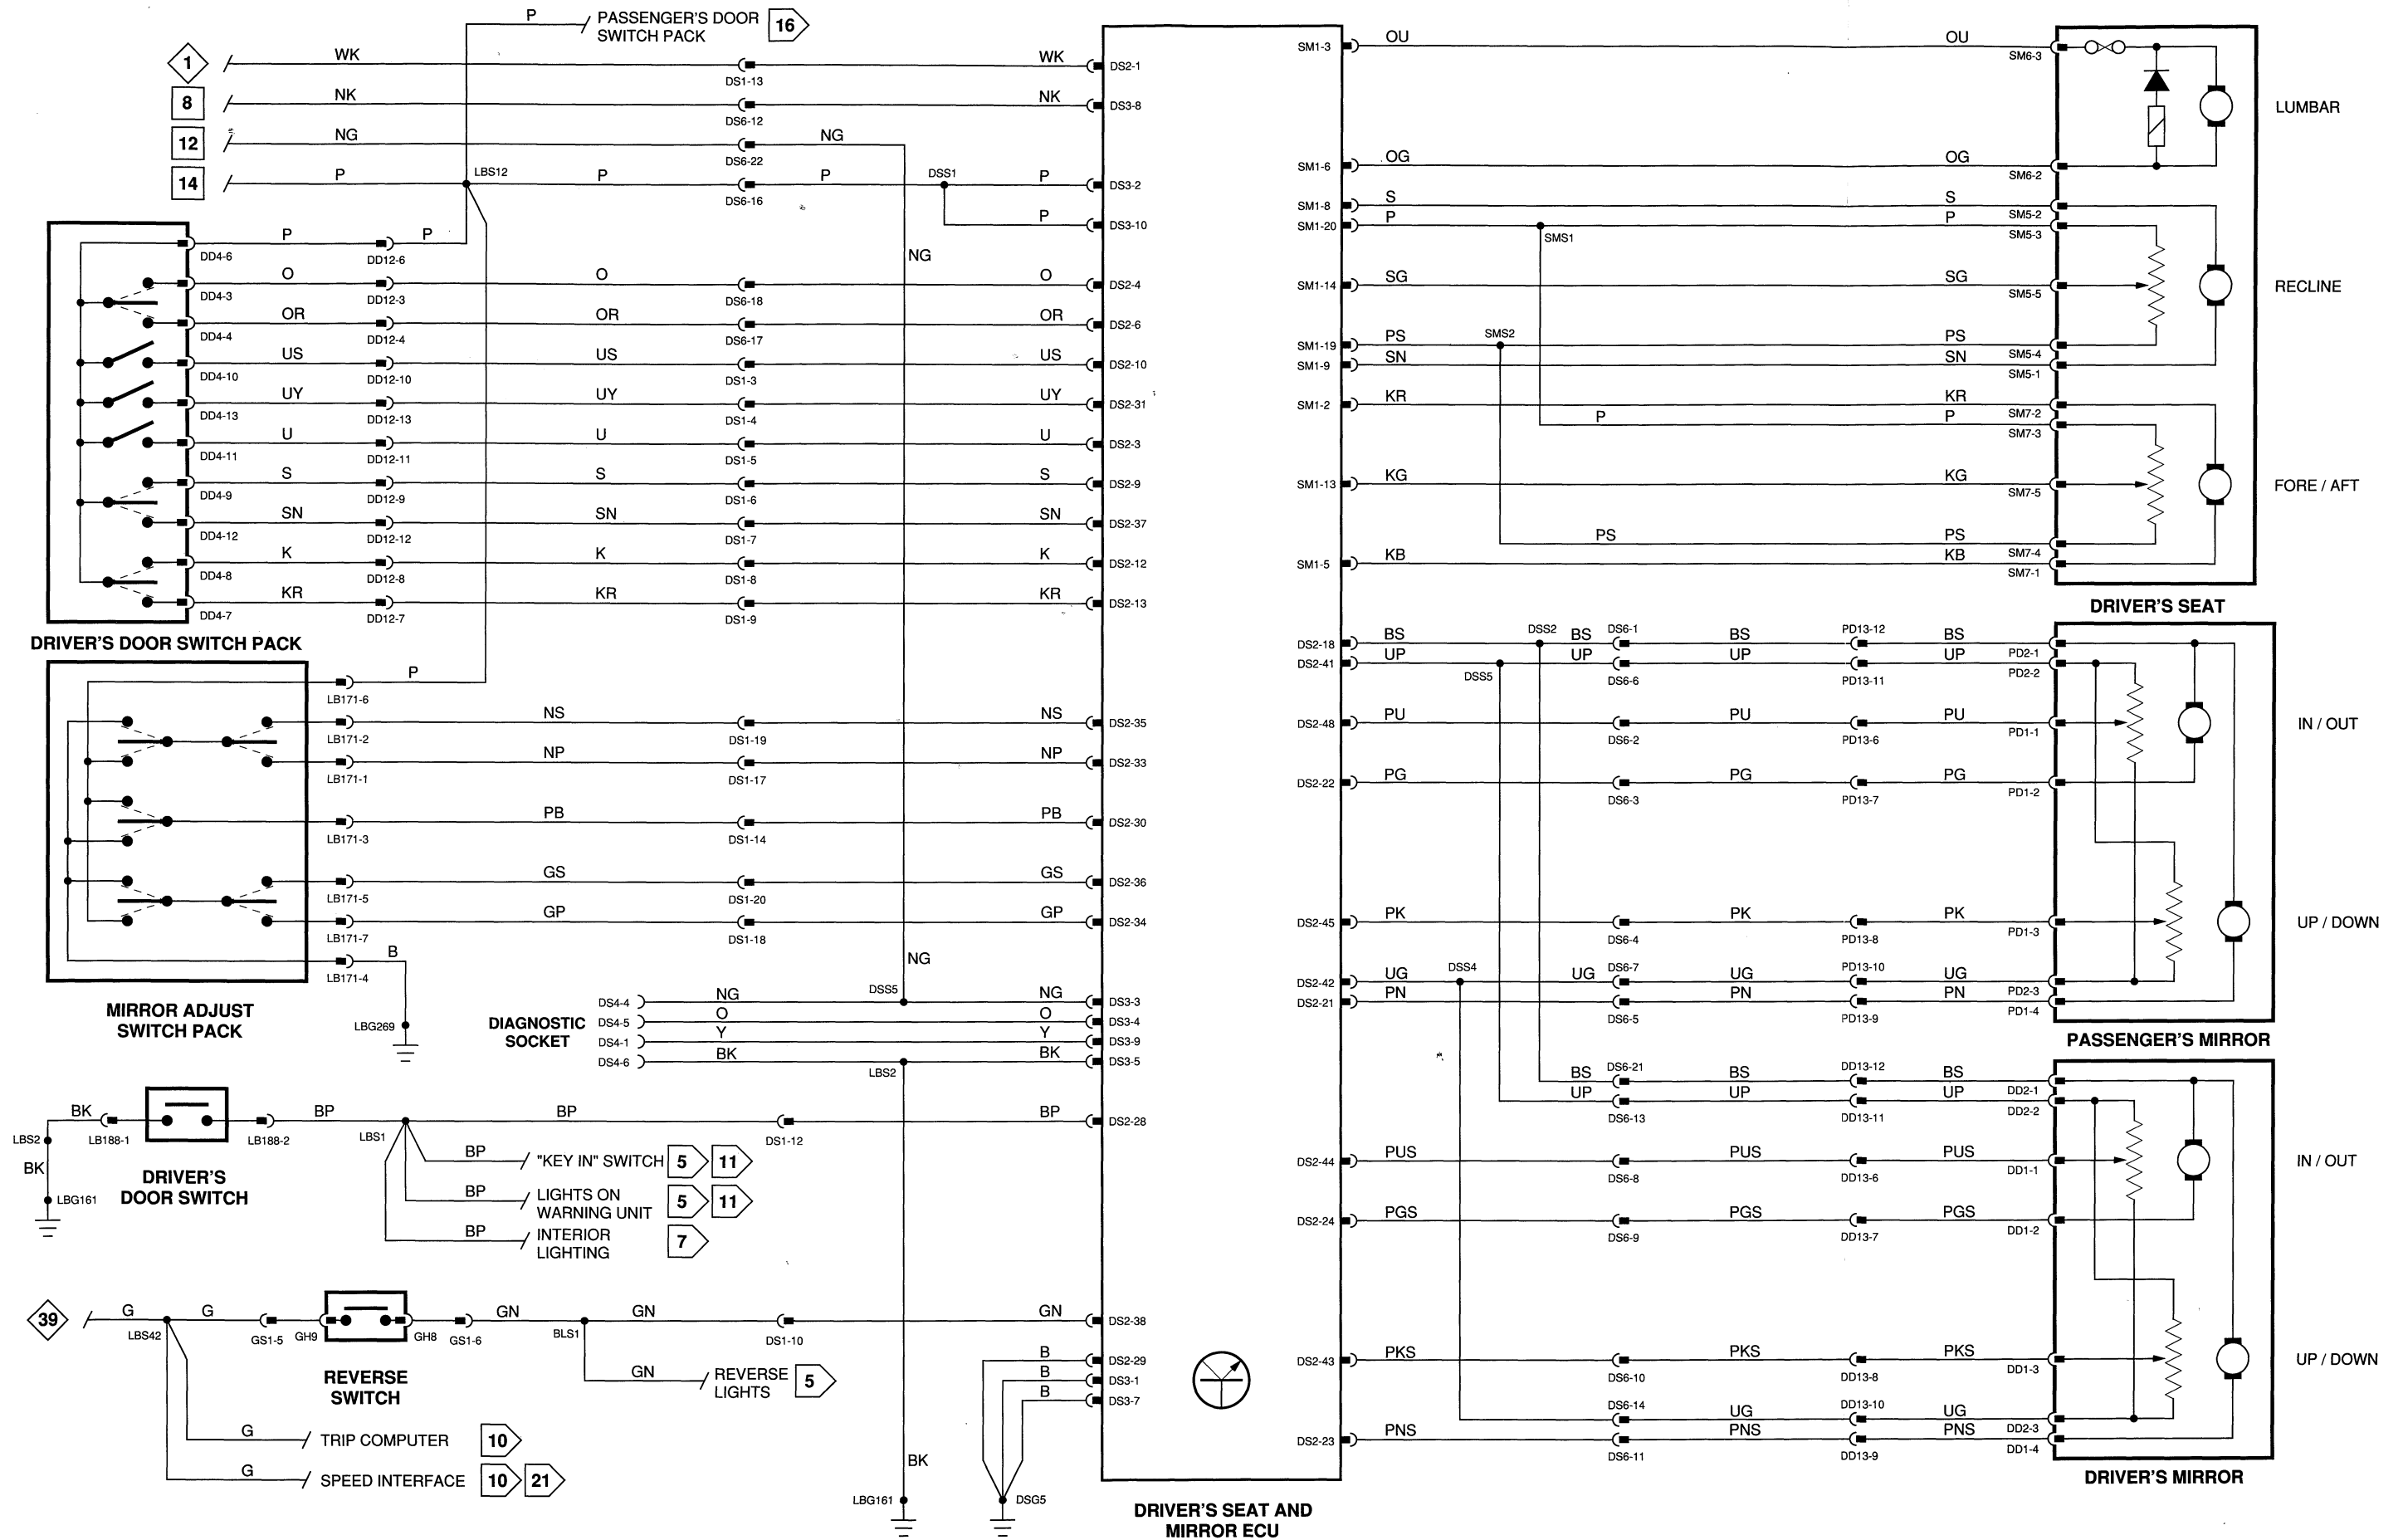 P PASSENGER'S DOOR 16
SWITCH PACK
1 WK DS1-13 WK DS2-1
8 NK DS6-12 NK DS3-8
12 NG DS6-22 NG
14 P LBS12 P DS6-16 P DSS1 P DS3-2
P DS3-10
NG
DD4-6 P DD12-6 P
DD4-3 O DD12-3 O DS6-18 O DS2-4
DD4-4 OR DD12-4 OR DS6-17 OR DS2-6
DD4-10 US DD12-10 US DS1-3 US DS2-10
DD4-13 UY DD12-13 UY DS1-4 UY DS2-31
DD4-11 U DD12-11 U DS1-5 U DS2-3
DD4-9 S DD12-9 S DS1-6 S DS2-9
DD4-12 SN DD12-12 SN DS1-7 SN DS2-37
DD4-8 K DD12-8 K DS1-8 K DS2-12
DD4-7 KR DD12-7 KR DS1-9 KR DS2-13
DRIVER'S DOOR SWITCH PACK
LB171-6 P
LB171-2 NS DS1-19 NS DS2-35
LB171-1 NP DS1-17 NP DS2-33
LB171-3 PB DS1-14 PB DS2-30
LB171-5 GS DS1-20 GS DS2-36
LB171-7 GP DS1-18 GP DS2-34
LB171-4 B
LBG269
MIRROR ADJUST
SWITCH PACK
NG
DIAGNOSTIC
SOCKET
DS4-4 NG DSS5 NG DS3-3
DS4-5 O O DS3-4
DS4-1 Y Y DS3-9
DS4-6 BK LBS2 BK DS3-5
LBS2 BK LB188-1 LB188-2 BP LBS1 BP DS1-12 BP DS2-28
BK
LBG161
DRIVER'S
DOOR SWITCH
BP "KEY IN" SWITCH 5 11
BP LIGHTS ON
WARNING UNIT 5 11
BP INTERIOR
LIGHTING 7
39 G LBS42 G GS1-5 GH9 GH8 GS1-6 GN BLS1 GN DS1-10 GN DS2-38
REVERSE
SWITCH
GN REVERSE
LIGHTS 5
G TRIP COMPUTER 10
G SPEED INTERFACE 10 21
B DS2-29
B DS3-1
B DS3-7
BK
LBG161 DSG5
DRIVER'S SEAT AND
MIRROR ECU
SM1-3 OU OU SM6-3
LUMBAR
SM1-6 OG OG SM6-2
SM1-8 S S SM5-2
SM1-20 P SMS1 P SM5-3
SM1-14 SG SG SM5-5 RECLINE
SM1-19 PS SMS2 PS SM5-4
SM1-9 SN SN SM5-1
SM1-2 KR KR SM7-2
P P SM7-3
SM1-13 KG KG SM7-5 FORE / AFT
PS PS SM7-4
SM1-5 KB KB SM7-1
DRIVER'S SEAT
DS2-18 BS DSS2 BS DS6-1 BS PD13-12 BS PD2-1
DS2-41 UP DSS5 UP DS6-6 UP PD13-11 UP PD2-2
DS2-48 PU DS6-2 PU PD13-6 PU PD1-1 IN / OUT
DS2-22 PG DS6-3 PG PD13-7 PG PD1-2
DS2-45 PK DS6-4 PK PD13-8 PK PD1-3 UP / DOWN
DS2-42 UG DSS4 UG DS6-7 UG PD13-10 UG PD2-3
DS2-21 PN DS6-5 PN PD13-9 PN PD1-4
PASSENGER'S MIRROR
BS DS6-21 BS DD13-12 BS DD2-1
UP DS6-13 UP DD13-11 UP DD2-2
DS2-44 PUS DS6-8 PUS DD13-6 PUS DD1-1 IN / OUT
DS2-24 PGS DS6-9 PGS DD13-7 PGS DD1-2
DS2-43 PKS DS6-10 PKS DD13-8 PKS DD1-3 UP / DOWN
DS6-14 UG DD13-10 UG DD2-3
DS2-23 PNS DS6-11 PNS DD13-9 PNS DD1-4
DRIVER'S MIRROR